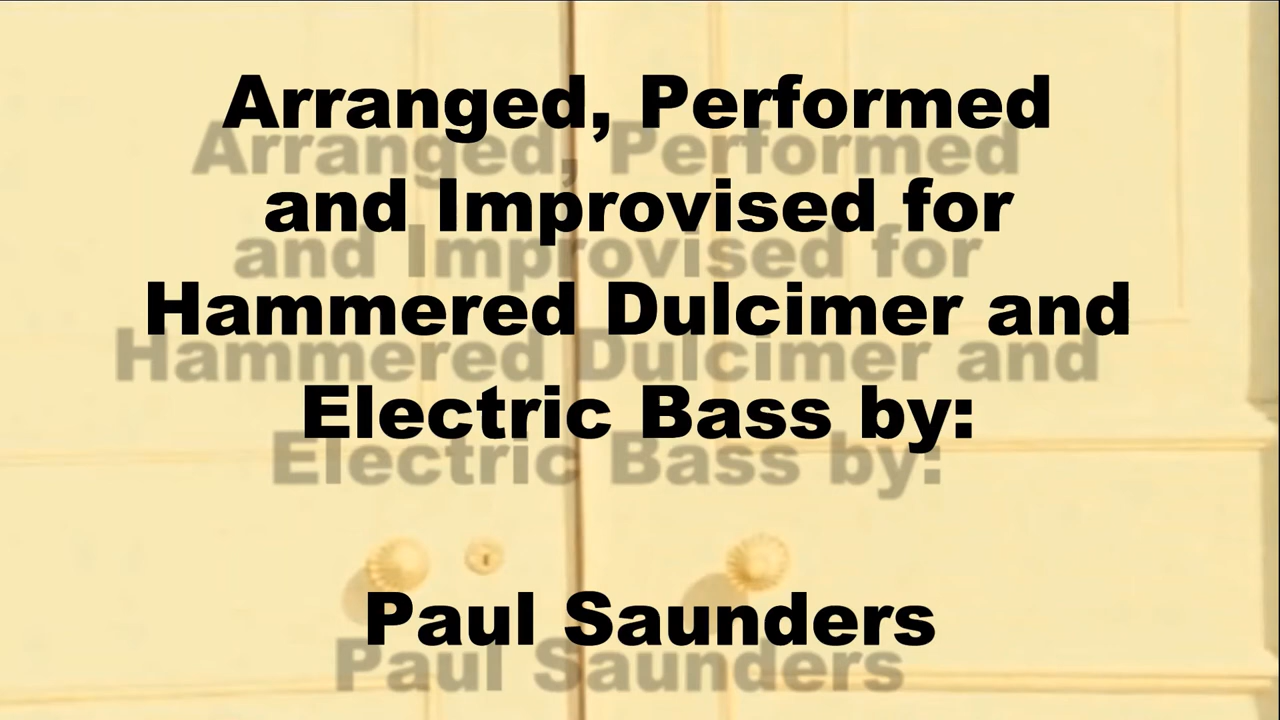 Arranged, Performed
and Improvised for
Hammered Dulcimer and
Electric Bass by:
Paul Saunders